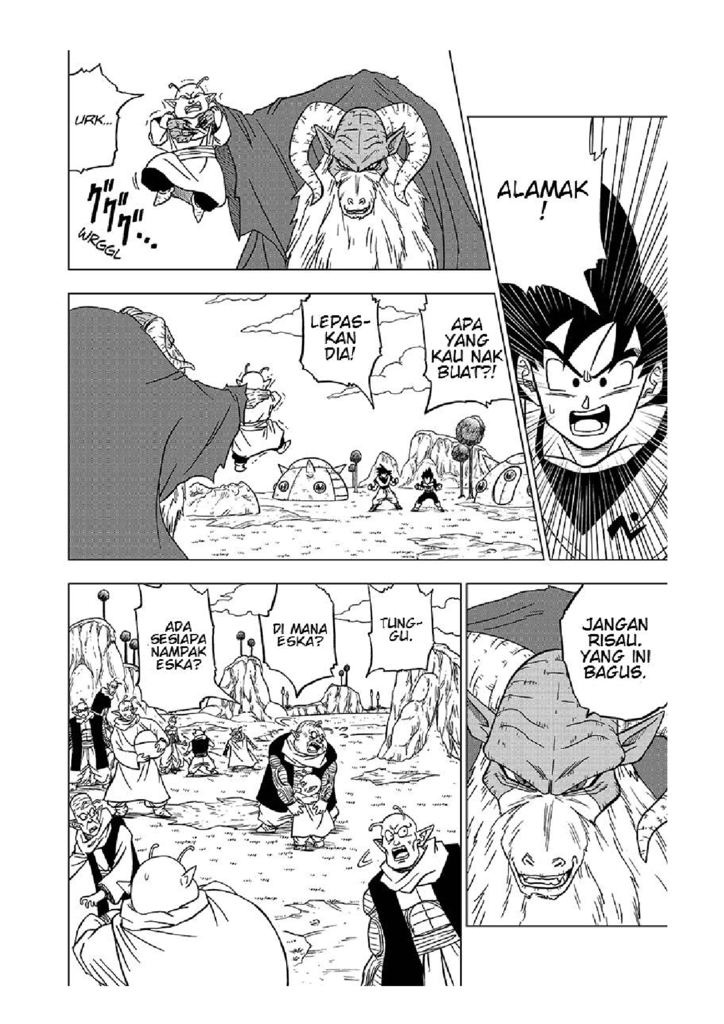 ALAMAK
!
URK...
グググ...
WRGGL
APA
YANG
KAU NAK
BUAT?!
LEPAS-
KAN
DIA!
JANGAN
RISAU.
YANG INI
BAGUS.
TUNG-
GU.
DI MANA
ESKA?
ADA
SESIAPA
NAMPAK
ESKA?